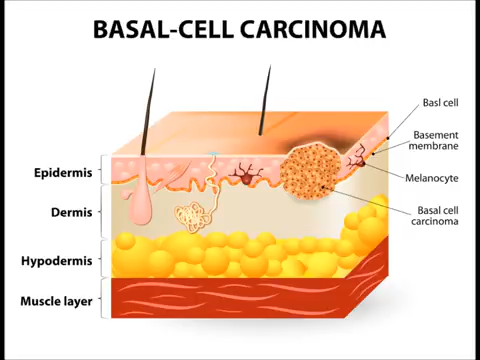 BASAL-CELL CARCINOMA
Epidermis
Dermis
Hypodermis
Muscle layer
Basl cell
Basement
membrane
Melanocyte
Basal cell
carcinoma